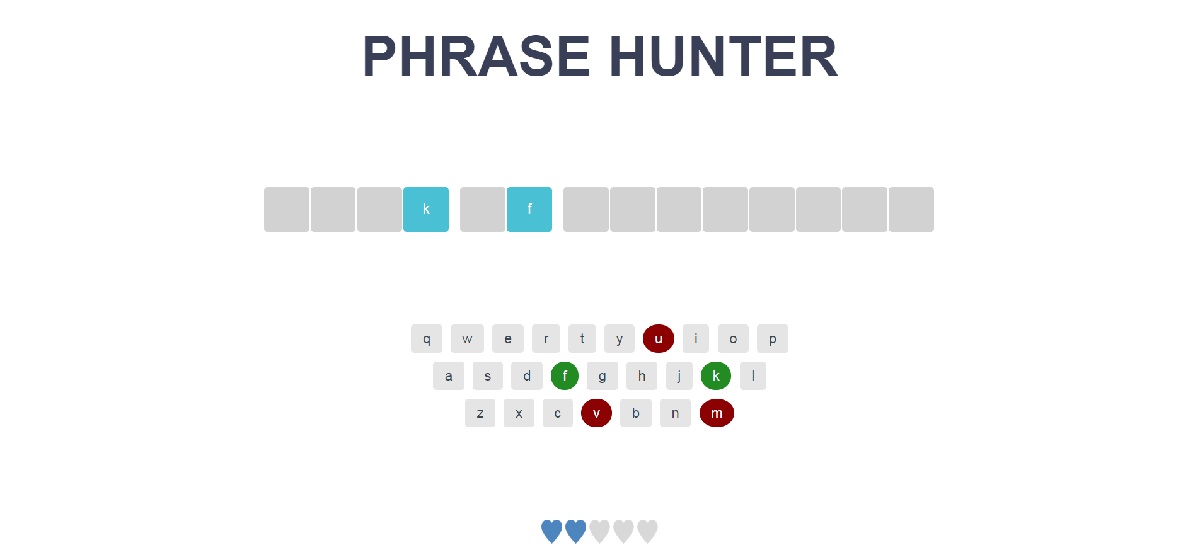 PHRASE HUNTER
k f
q w e r t y u i o p
a s d f g h j k l
z x c v b n m